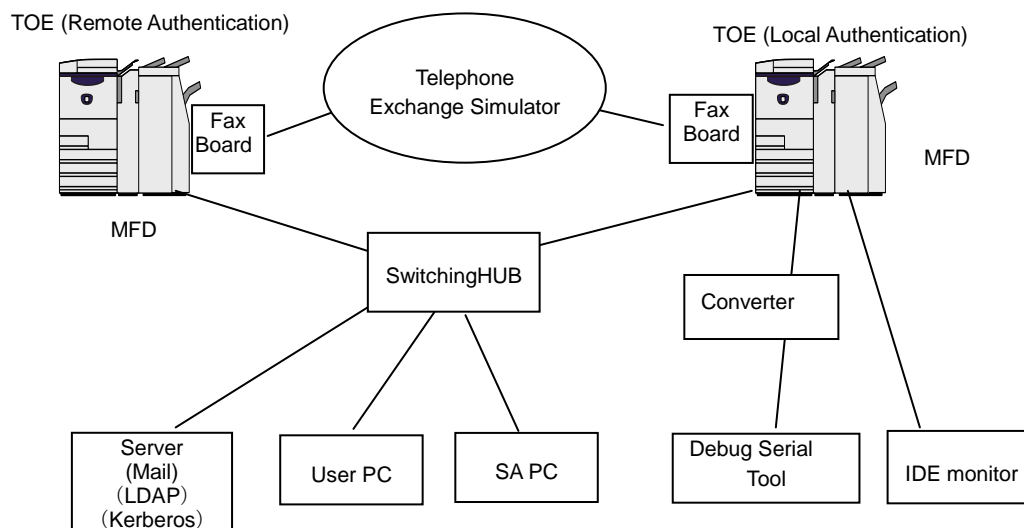 TOE (Remote Authentication)
TOE (Local Authentication)
Telephone
Exchange Simulator
Fax
Board
Fax
Board
MFD
MFD
SwitchingHUB
Converter
Server
(Mail)
（LDAP）
（Kerberos）
User PC
SA PC
Debug Serial
Tool
IDE monitor